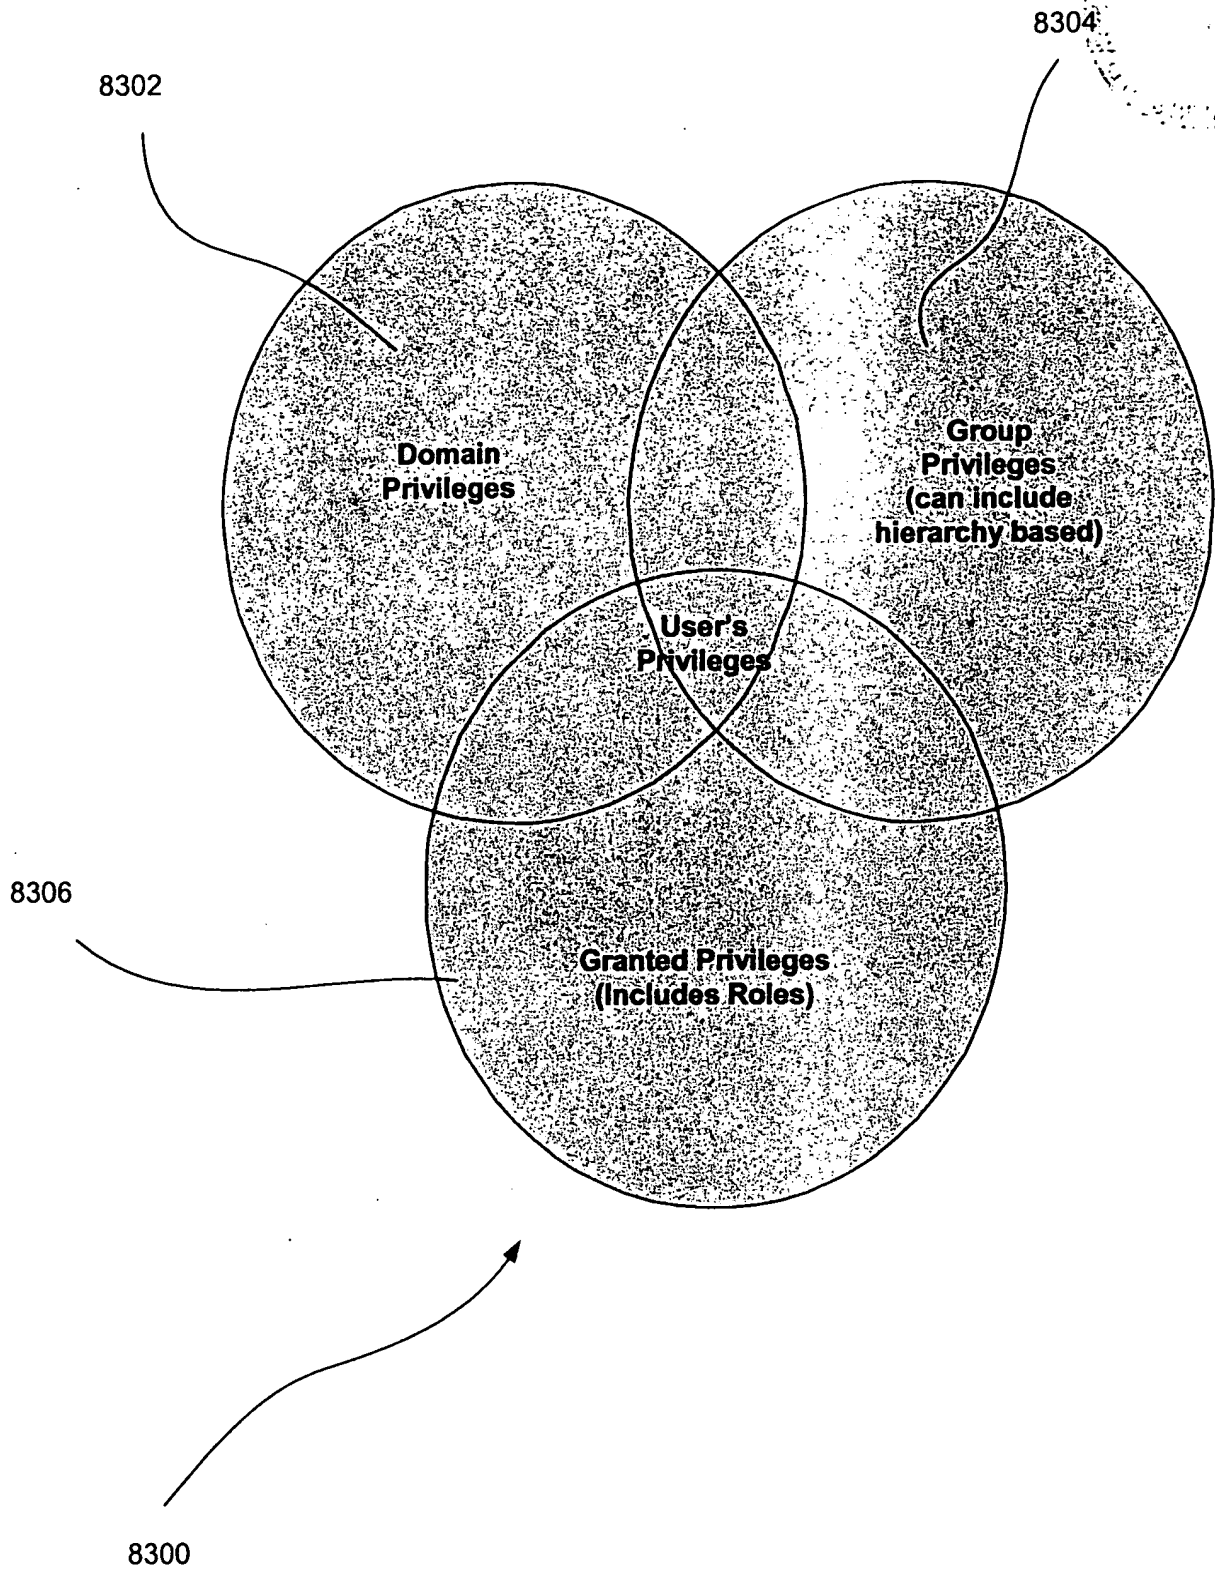 8304
8302
Domain
Privileges
Group
Privileges
(can include
hierarchy based)
User's
Privileges
8306
Granted Privileges
(Includes Roles)
8300